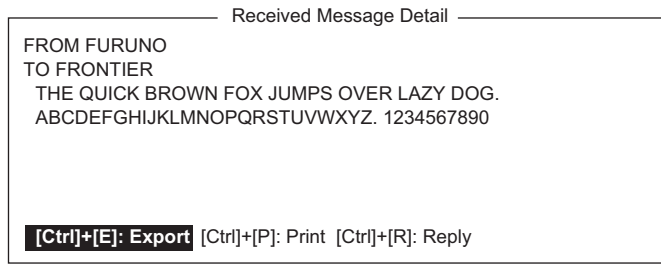 Received Message Detail
FROM FURUNO
TO FRONTIER
THE QUICK BROWN FOX JUMPS OVER LAZY DOG.
ABCDEFGHIJKLMNOPQRSTUVWXYZ. 1234567890
[Ctrl]+[E]: Export [Ctrl]+[P]: Print [Ctrl]+[R]: Reply